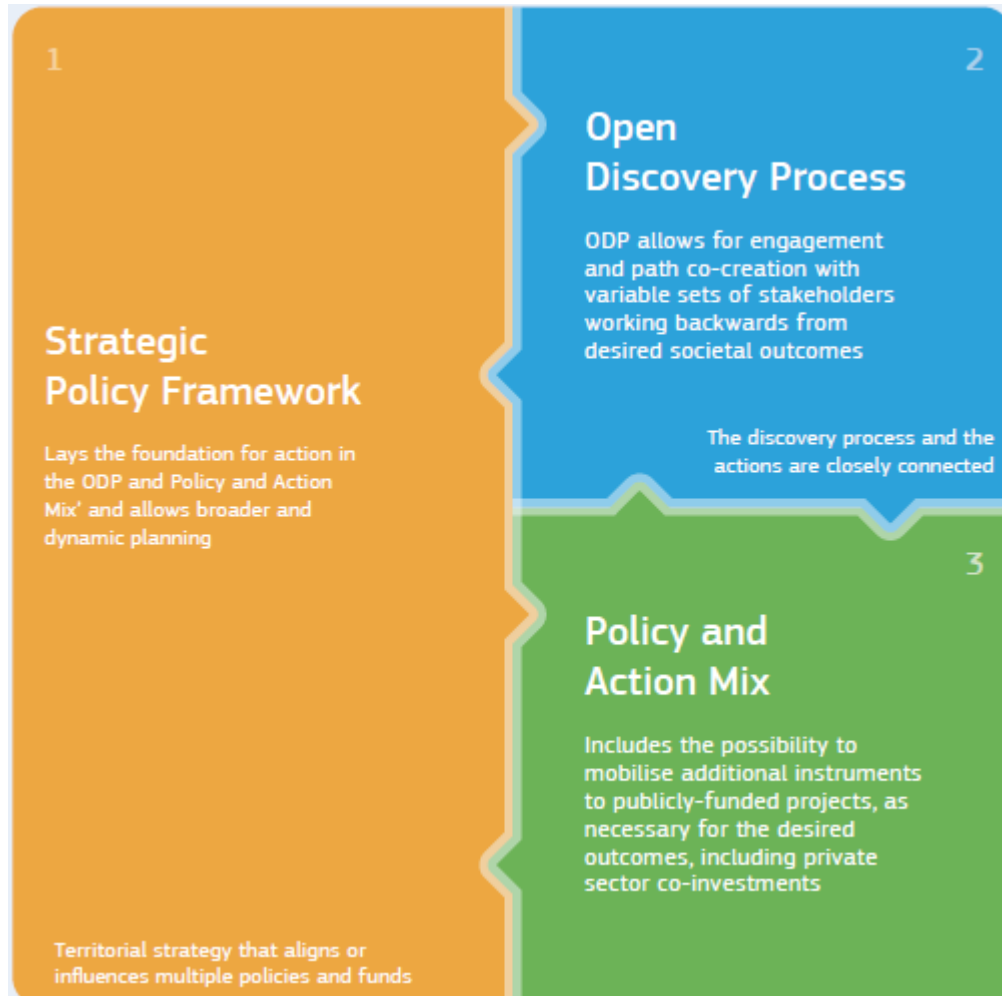 1
Strategic
Policy Framework
Lays the foundation for action in
the ODP and Policy and Action
Mix' and allows broader and
dynamic planning
Territorial strategy that aligns or
influences multiple policies and funds
2
Open
Discovery Process
ODP allows for engagement
and path co-creation with
variable sets of stakeholders
working backwards from
desired societal outcomes
The discovery process and the
actions are closely connected
3
Policy and
Action Mix
Includes the possibility to
mobilise additional instruments
to publicly-funded projects, as
necessary for the desired
outcomes, including private
sector co-investments